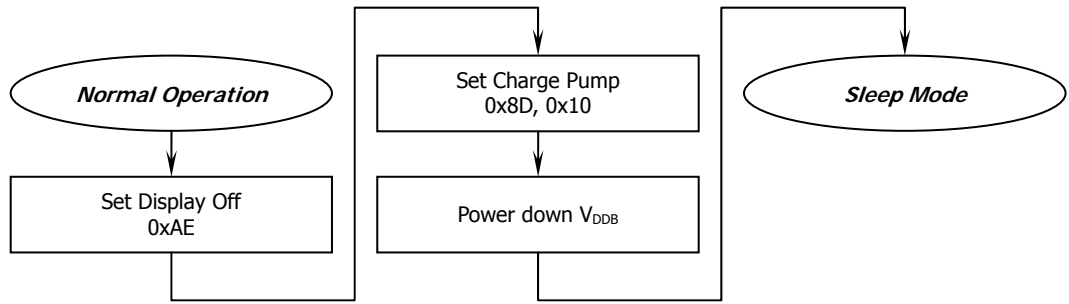 Normal Operation
Set Display Off
0xAE
Set Charge Pump
0x8D, 0x10
Power down VDDB
Sleep Mode